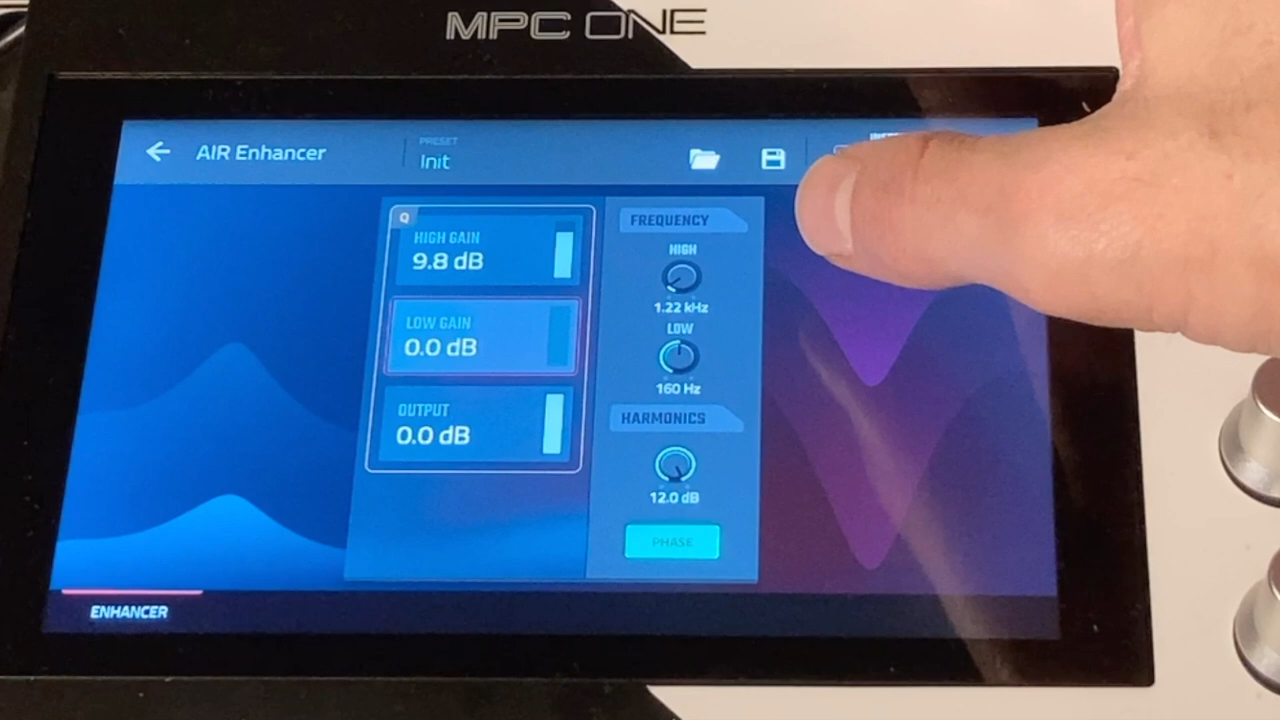 MPC ONE
AIR Enhancer
PRESET
Init
Q
HIGH GAIN
9.8 dB
LOW GAIN
0.0 dB
OUTPUT
0.0 dB
FREQUENCY
HIGH
1.22 kHz
LOW
160 Hz
HARMONICS
12.0 dB
PHASE
ENHANCER